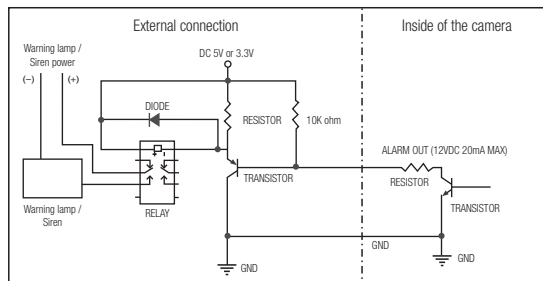 External connection
Inside of the camera
Warning lamp /
Siren power
(−)
(+)
DC 5V or 3.3V
DIODE
RESISTOR
10K ohm
ALARM OUT (12VDC 20mA MAX)
RESISTOR
TRANSISTOR
TRANSISTOR
Warning lamp /
Siren
RELAY
GND
GND
GND